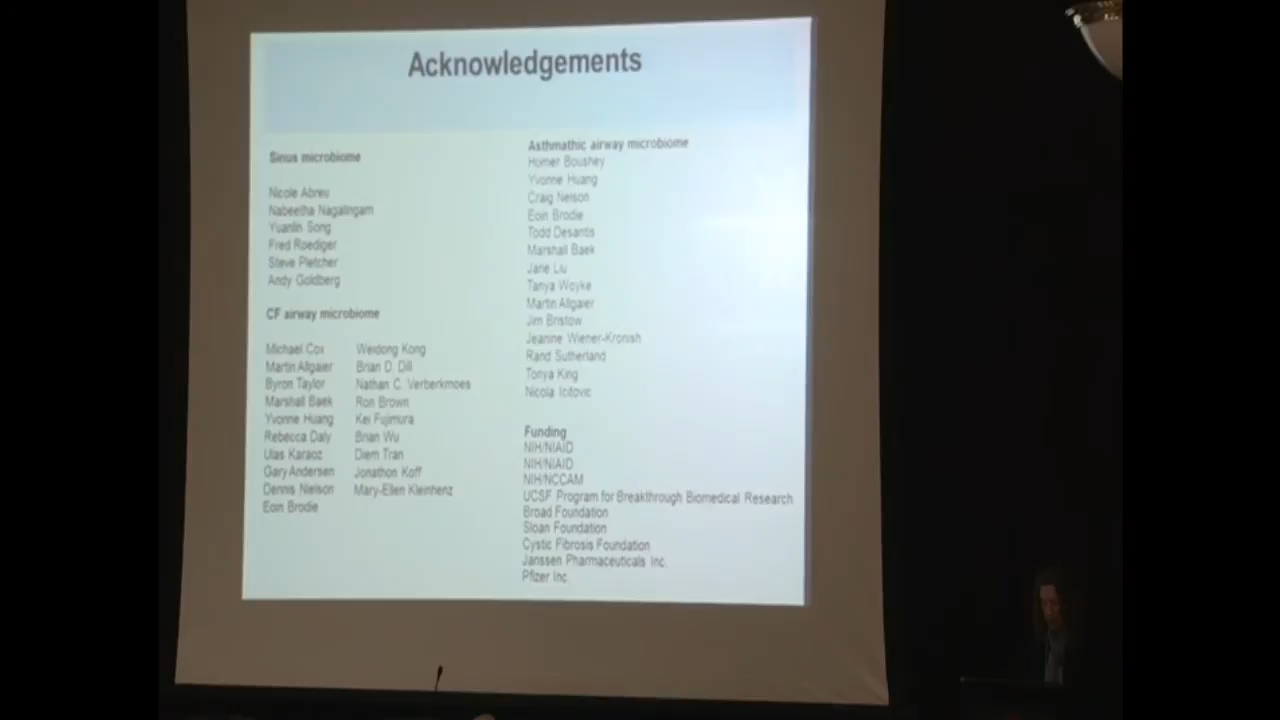 Acknowledgements
Sinus microbiome
Nicole Abreu
Nabeetha Nagalingam
Yuanlin Song
Fred Roediger
Steve Pletcher
Andy Goldberg
CF airway microbiome
Michael Cox
Martin Allgaier
Byron Taylor
Marshall Baek
Yvonne Huang
Rebecca Daly
Ulas Karaoz
Gary Andersen
Dennis Nielson
Eoin Brodie
Weidong Kong
Brian D. Dill
Nathan C. Verberkmoes
Ron Brown
Kei Fujimura
Brian Wu
Diem Tran
Jonathon Koff
Mary-Ellen Kleinhenz
Asthmathic airway microbiome
Homer Boushey
Yvonne Huang
Craig Nelson
Eoin Brodie
Todd Desantis
Marshall Baek
Jane Liu
Tanya Woyke
Martin Allgaier
Jim Bristow
Jeanine Wiener-Kronish
Rand Sutherland
Tonya King
Nicola Icitovic
Funding
NIH/NIAID
NIH/NIAID
NIH/NCCAM
UCSF Program for Breakthrough Biomedical Research
Broad Foundation
Sloan Foundation
Cystic Fibrosis Foundation
Janssen Pharmaceuticals Inc.
Pfizer Inc.